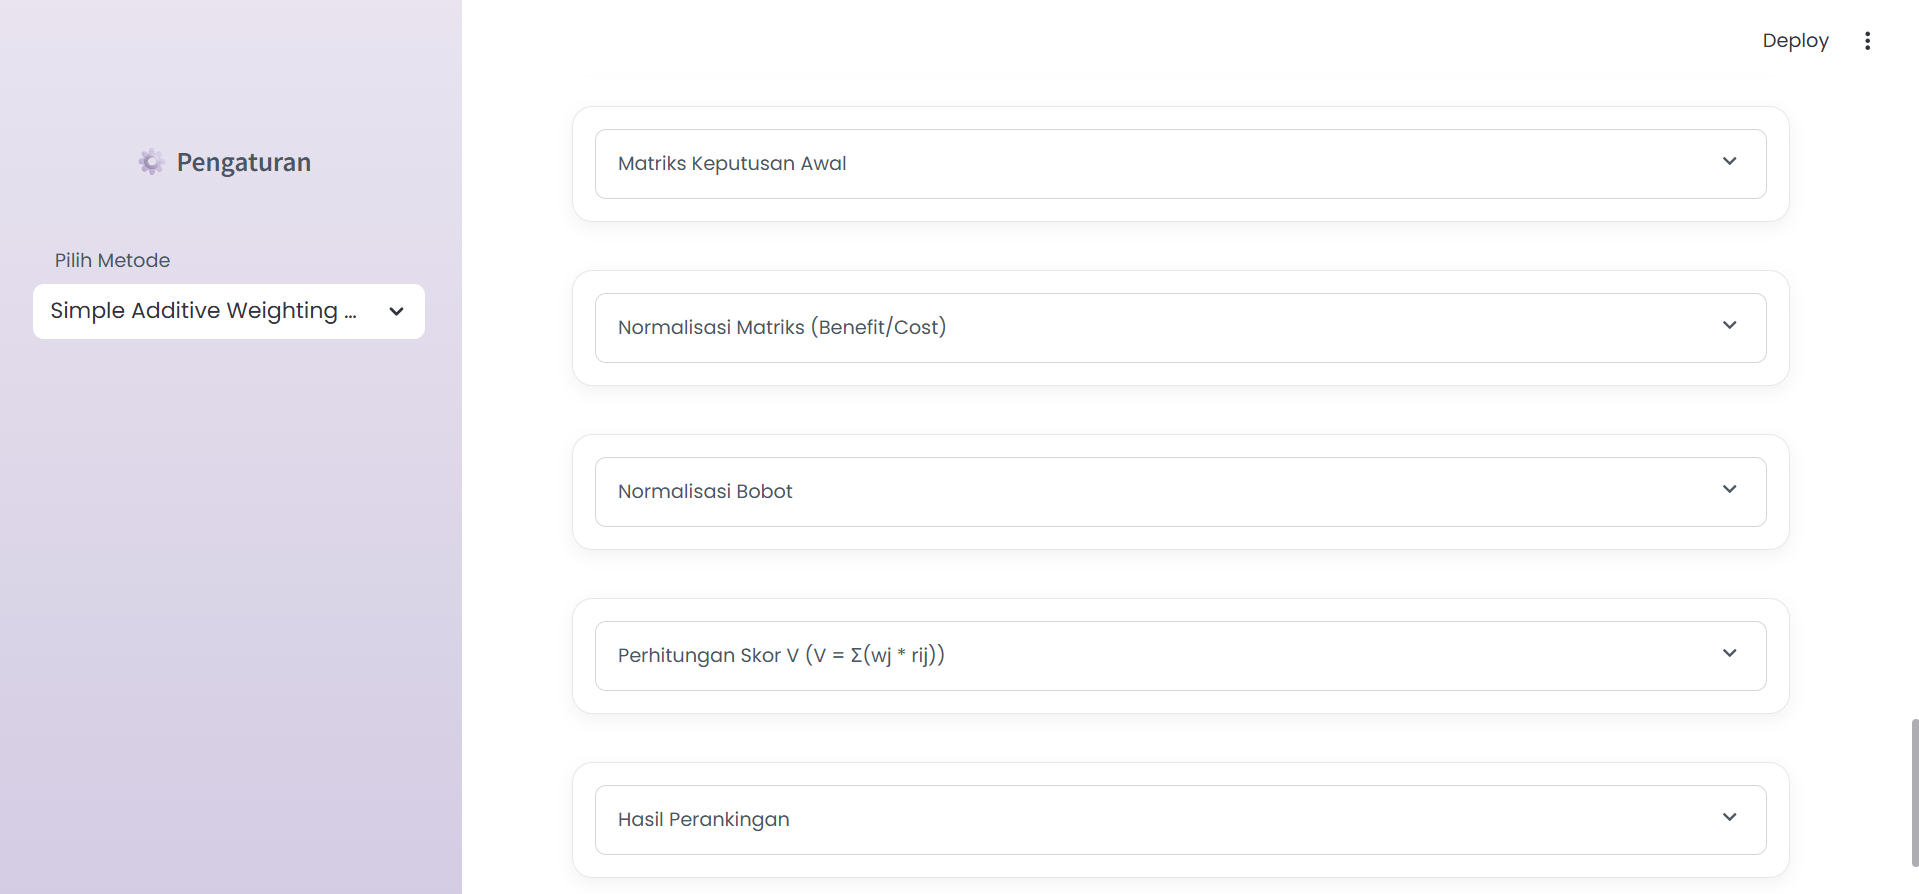 Deploy
Pengaturan
Pilih Metode
Simple Additive Weighting ...
Matriks Keputusan Awal
Normalisasi Matriks (Benefit/Cost)
Normalisasi Bobot
Perhitungan Skor V (V = Σ(wj * rij))
Hasil Perankingan